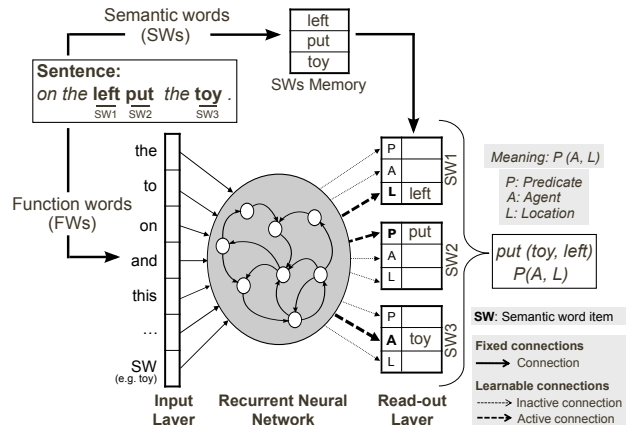 Semantic words
(SWs)
left
put
toy
SWs Memory
Sentence:
on the left put the toy .
SW1 SW2 SW3
Function words
(FWs)
the
to
on
and
this
...
SW
(e.g. toy)
Input
Layer
Recurrent Neural
Network
Read-out
Layer
P
A
L left
SW1
P put
A
L
SW2
P
A toy
L
SW3
Meaning: P (A, L)
P: Predicate
A: Agent
L: Location
put (toy, left)
P(A, L)
SW: Semantic word item
Fixed connections
Connection
Learnable connections
Inactive connection
Active connection